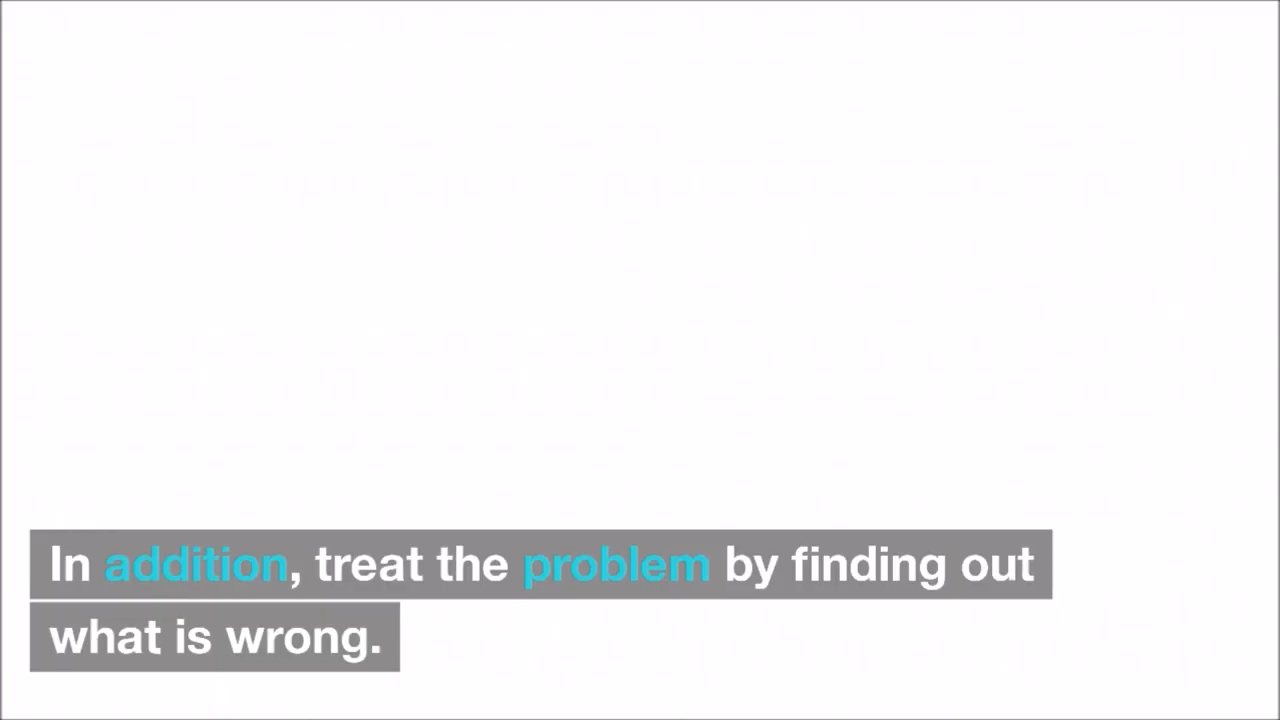 In addition, treat the problem by finding out
what is wrong.